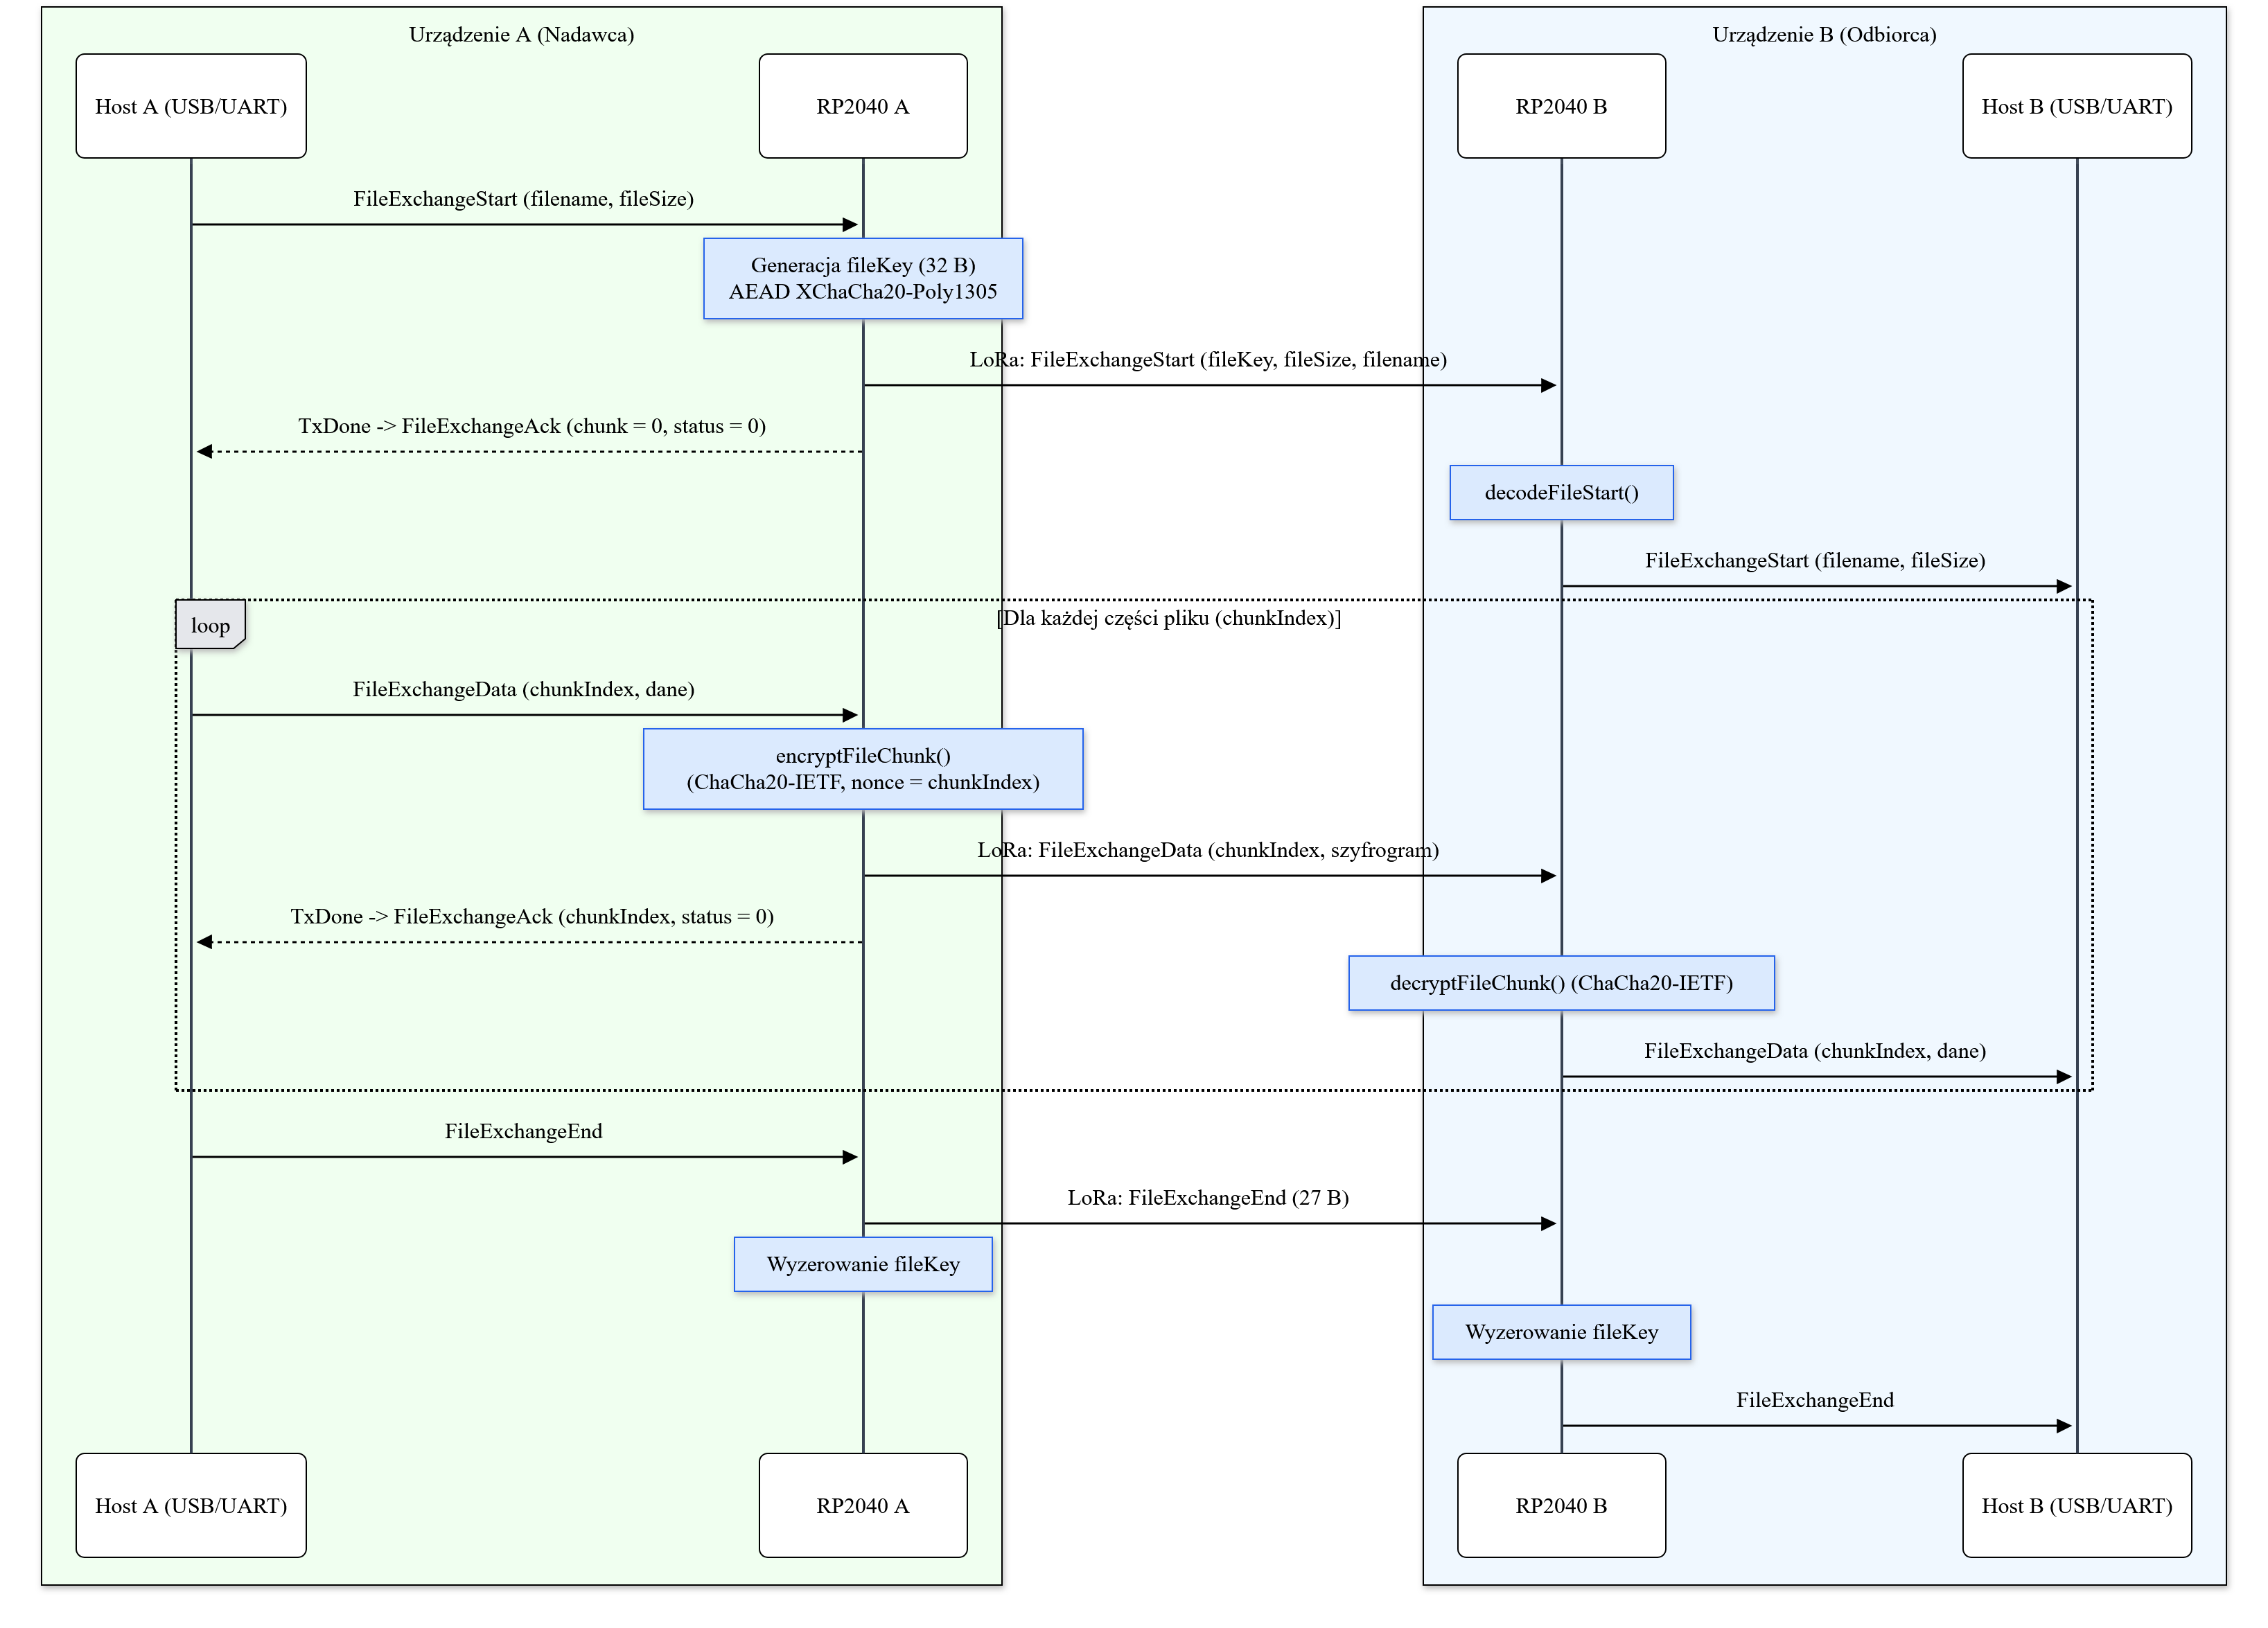 Urządzenie A (Nadawca)
Urządzenie B (Odbiorca)
Host A (USB/UART)
RP2040 A
RP2040 B
Host B (USB/UART)
FileExchangeStart (filename, fileSize)
Generacja fileKey (32 B)
AEAD XChaCha20-Poly1305
LoRa: FileExchangeStart (fileKey, fileSize, filename)
TxDone -> FileExchangeAck (chunk = 0, status = 0)
decodeFileStart()
FileExchangeStart (filename, fileSize)
loop
[Dla każdej części pliku (chunkIndex)]
FileExchangeData (chunkIndex, dane)
encryptFileChunk()
(ChaCha20-IETF, nonce = chunkIndex)
LoRa: FileExchangeData (chunkIndex, szyfrogram)
TxDone -> FileExchangeAck (chunkIndex, status = 0)
decryptFileChunk() (ChaCha20-IETF)
FileExchangeData (chunkIndex, dane)
FileExchangeEnd
LoRa: FileExchangeEnd (27 B)
Wyzerowanie fileKey
Wyzerowanie fileKey
FileExchangeEnd
Host A (USB/UART)
RP2040 A
RP2040 B
Host B (USB/UART)